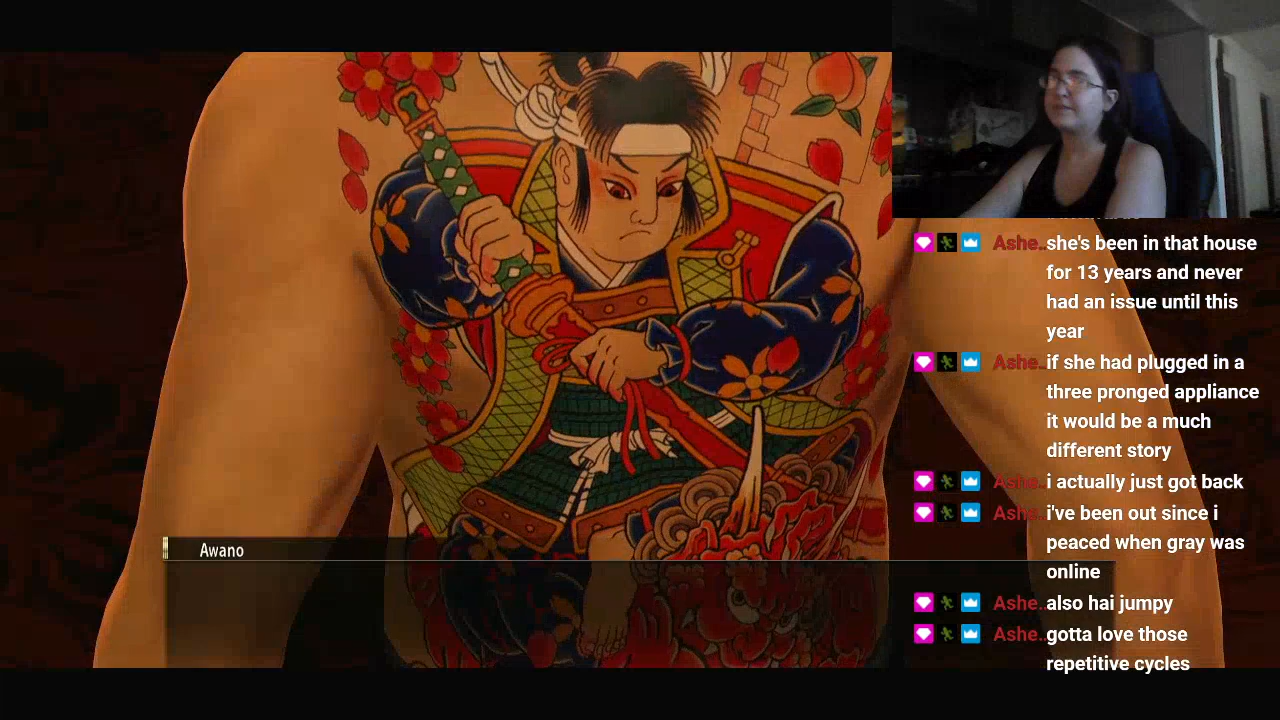 Awano
Ashe.. she's been in that house
for 13 years and never
had an issue until this
year
Ashe.. if she had plugged in a
three pronged appliance
it would be a much
different story
Ashe.. i actually just got back
Ashe.. i've been out since i
peaced when gray was
online
Ashe.. also hai jumpy
Ashe.. gotta love those
repetitive cycles